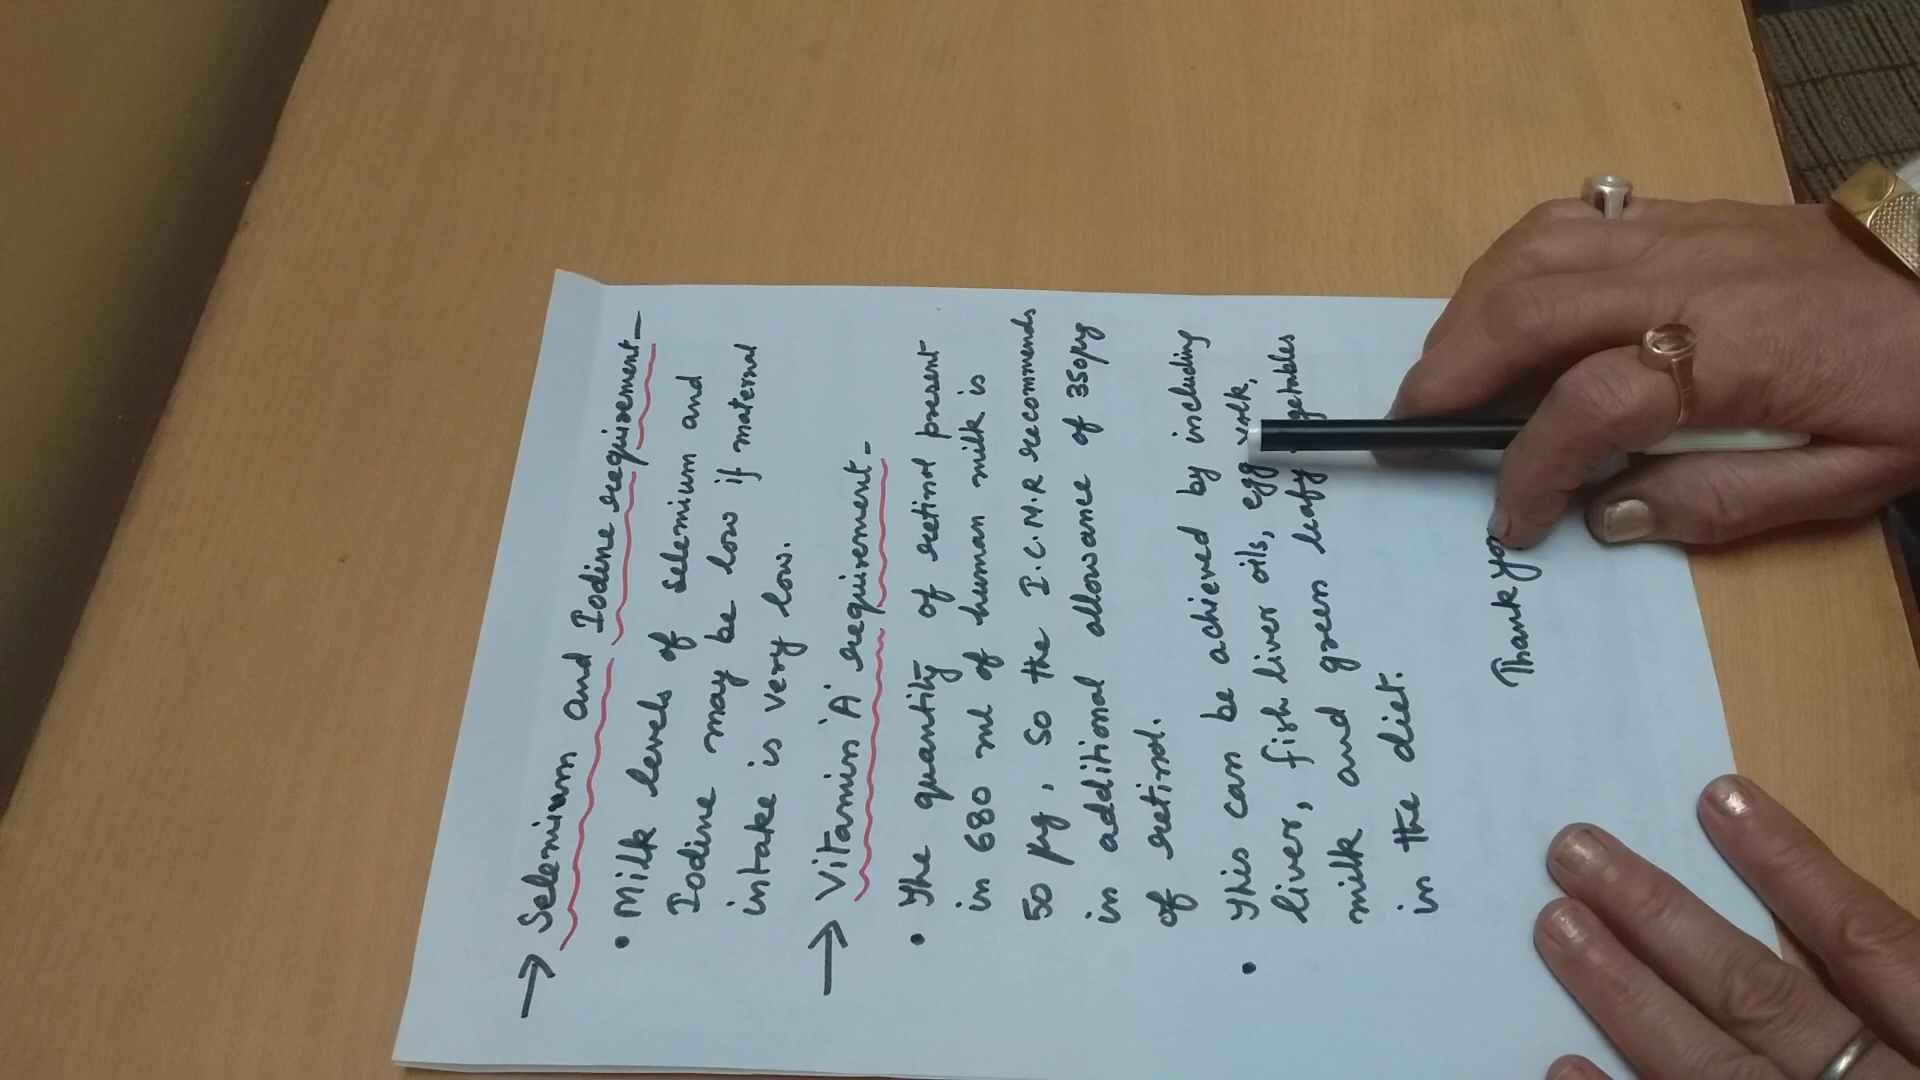 → Selenium and Iodine requirement-
• Milk levels of selenium and
Iodine may be low if maternal
intake is very low.
→ Vitamin 'A' requirement-
• The quantity of retinol present
in 680 ml of human milk is
50 μg, so the I.C.M.R recommends
in additional allowance of 350μg
of retinol.
• This can be achieved by including
liver, fish liver oils, egg yolk,
milk and green leafy
in the diet.
Thank you